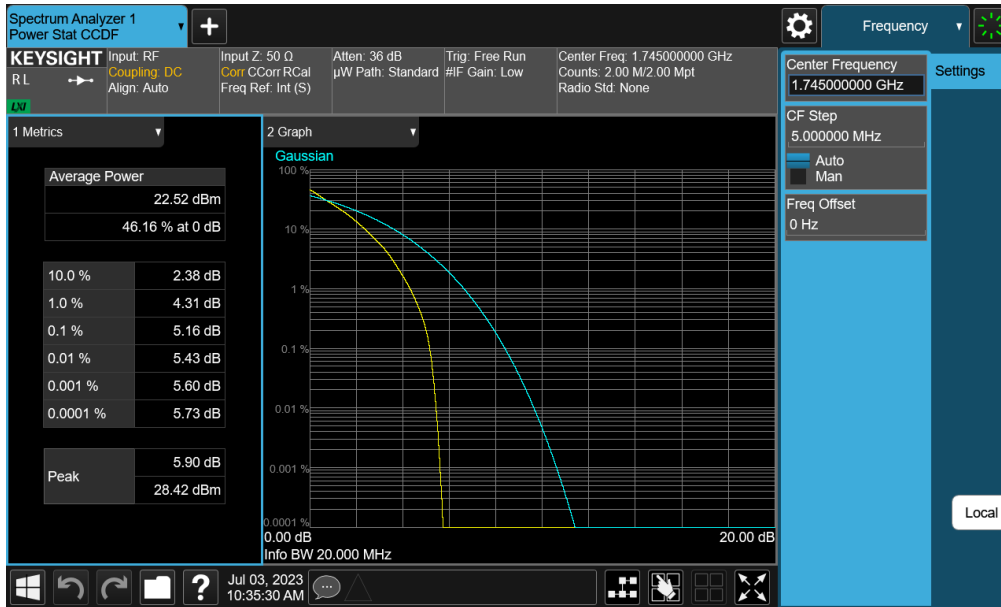 Spectrum Analyzer 1
Power Stat CCDF
Frequency
KEYSIGHT
R L
LXI
Input: RF
Coupling: DC
Align: Auto
Input Z: 50 Ω
Corr CCorr RCal
Freq Ref: Int (S)
Atten: 36 dB
µW Path: Standard
Trig: Free Run
#IF Gain: Low
Center Freq: 1.745000000 GHz
Counts: 2.00 M/2.00 Mpt
Radio Std: None
Center Frequency
1.745000000 GHz
Settings
CF Step
5.000000 MHz
Auto
Man
Freq Offset
0 Hz
Local
1 Metrics
Average Power
22.52 dBm
46.16 % at 0 dB
10.0 % 2.38 dB
1.0 % 4.31 dB
0.1 % 5.16 dB
0.01 % 5.43 dB
0.001 % 5.60 dB
0.0001 % 5.73 dB
Peak
5.90 dB
28.42 dBm
2 Graph
Gaussian
100 %
10 %
1 %
0.1 %
0.01 %
0.001 %
0.0001 %
0.00 dB 20.00 dB
Info BW 20.000 MHz
?
Jul 03, 2023
10:35:30 AM